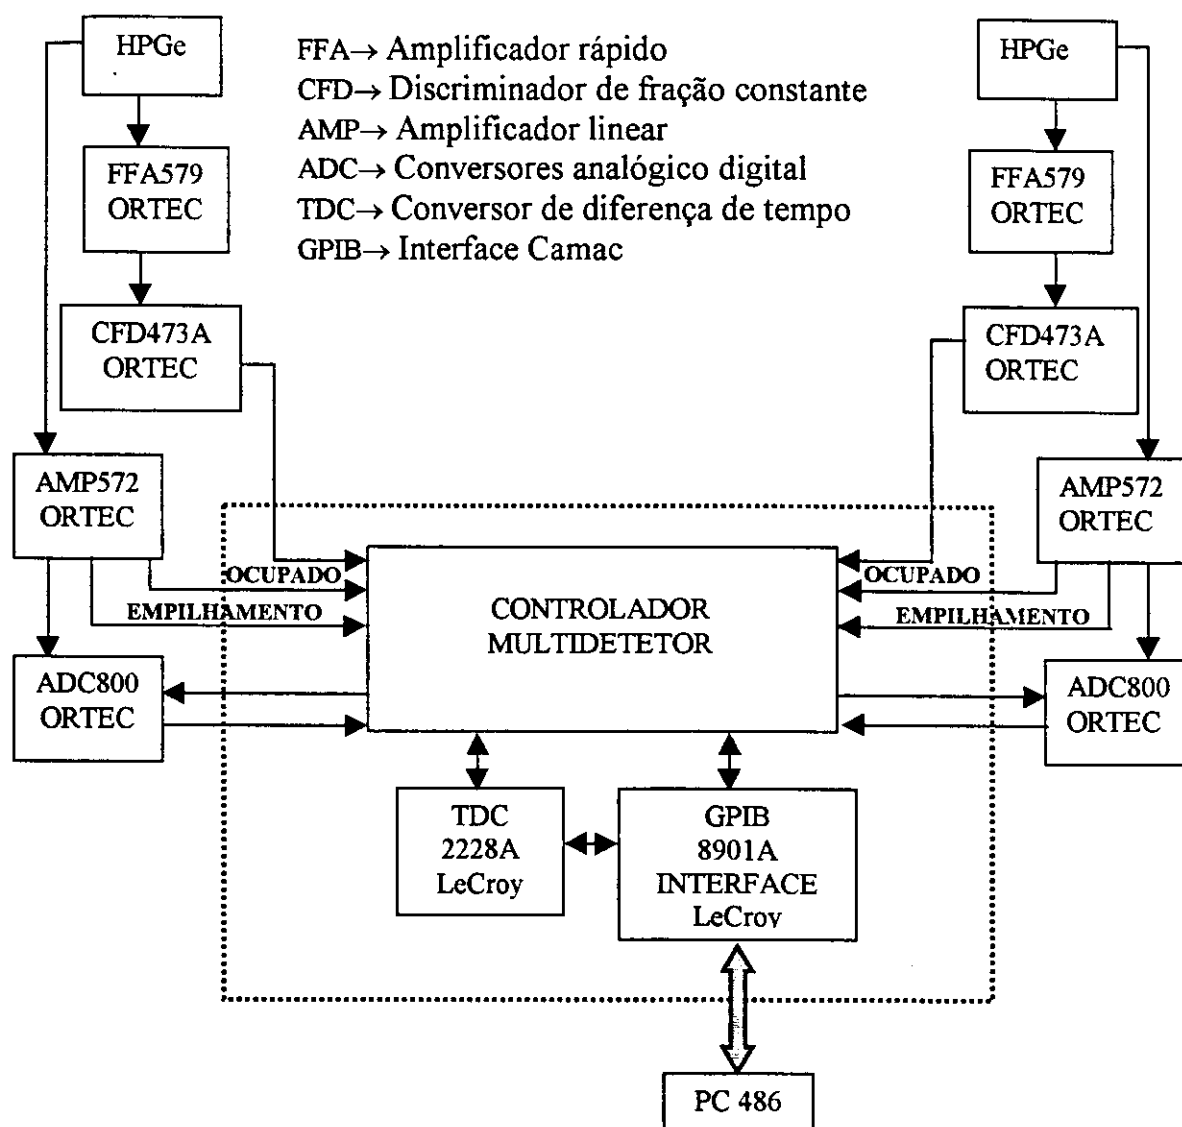 HPGe
FFA→ Amplificador rápido
CFD→ Discriminador de fração constante
AMP→ Amplificador linear
ADC→ Conversores analógico digital
TDC→ Conversor de diferença de tempo
GPIB→ Interface Camac
HPGe
FFA579
ORTEC
FFA579
ORTEC
CFD473A
ORTEC
CFD473A
ORTEC
AMP572
ORTEC
AMP572
ORTEC
OCUPADO
EMPILHAMENTO
CONTROLADOR
MULTIDETETOR
OCUPADO
EMPILHAMENTO
ADC800
ORTEC
ADC800
ORTEC
TDC
2228A
LeCroy
GPIB
8901A
INTERFACE
LeCroy
PC 486